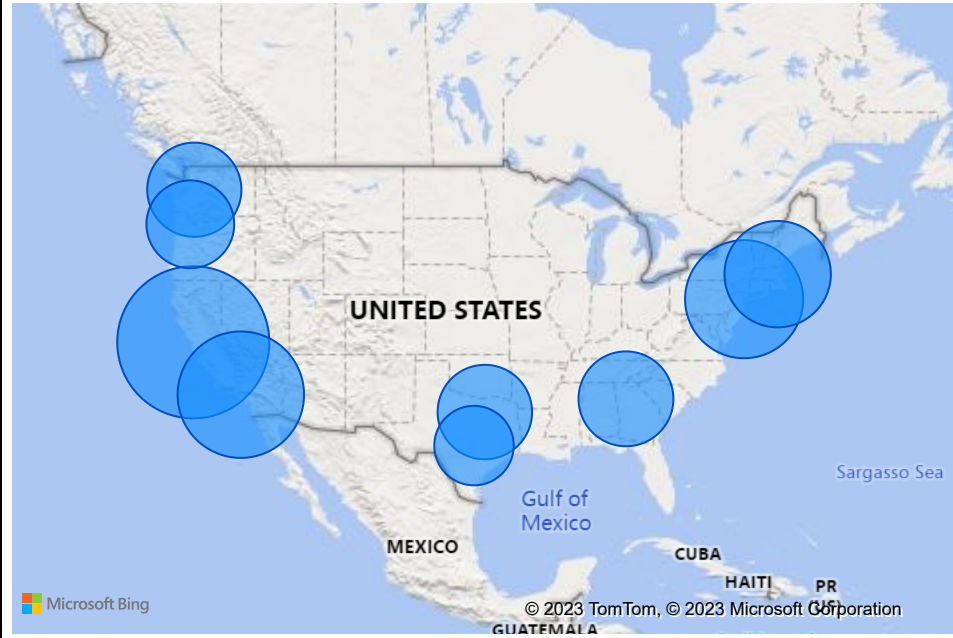 UNITED STATES
Sargasso Sea
Gulf of
Mexico
MEXICO
CUBA
HAITI
PR
(US)
Microsoft Bing
© 2023 TomTom, © 2023 Microsoft Corporation
GUATEMALA